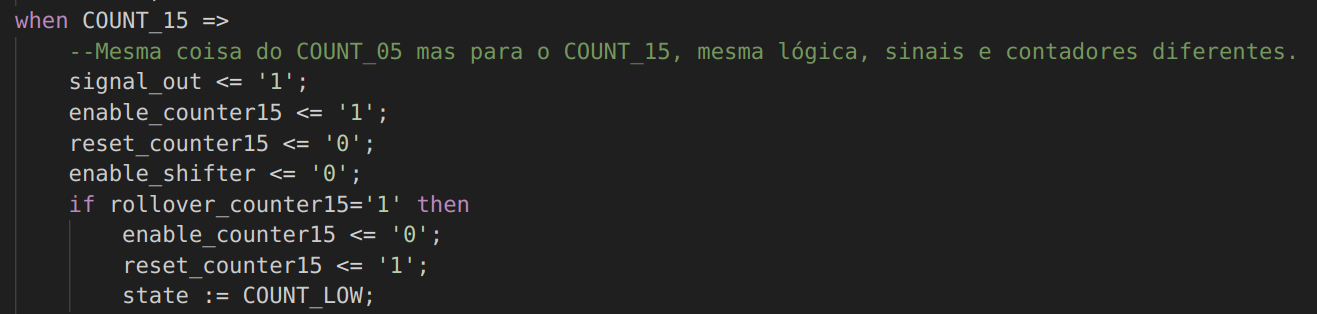 when COUNT_15 =>
--Mesma coisa do COUNT_05 mas para o COUNT_15, mesma lógica, sinais e contadores diferentes.
signal_out <= '1';
enable_counter15 <= '1';
reset_counter15 <= '0';
enable_shifter <= '0';
if rollover_counter15='1' then
enable_counter15 <= '0';
reset_counter15 <= '1';
state := COUNT_LOW;